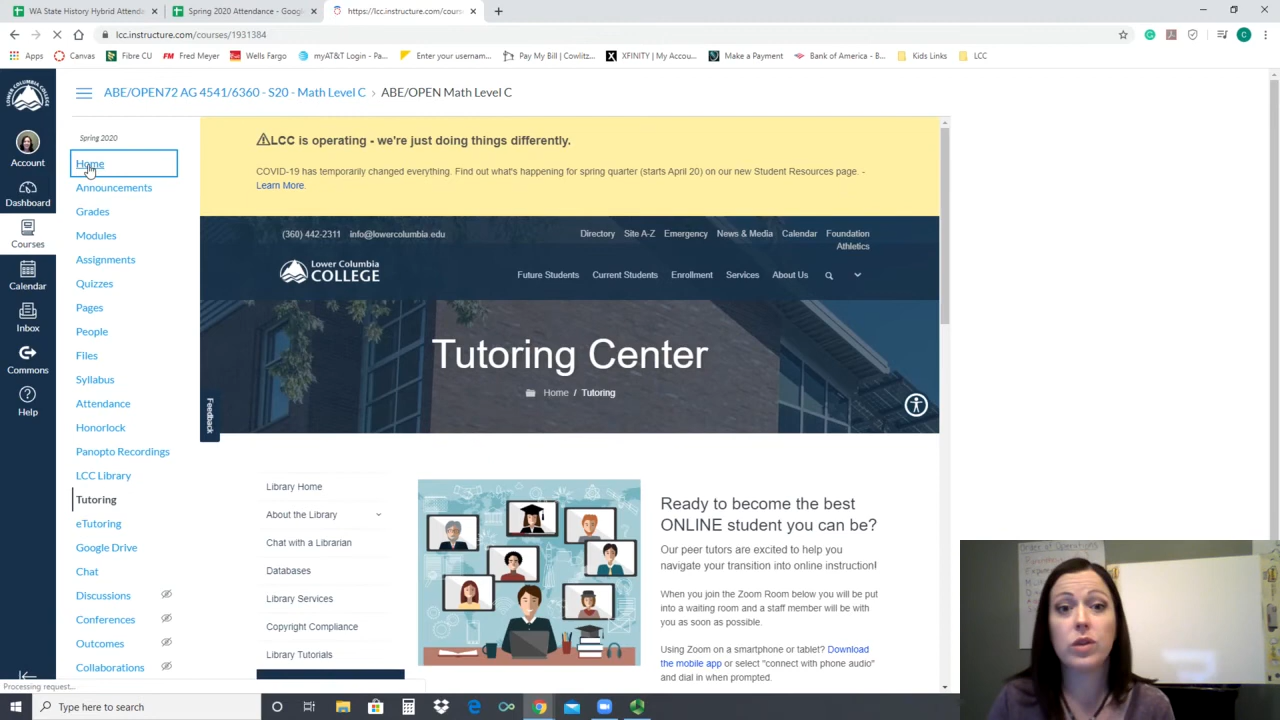 WA State History Hybrid Attend
Spring 2020 Attendance - Google
https://lcc.instructure.com/cours
lcc.instructure.com/courses/1931384
C
Apps
Canvas
Fibre CU
Fred Meyer
Wells Fargo
myAT&T Login - Pa...
Enter your usernam...
Pay My Bill | Cowlitz...
XFINITY | My Accou...
Make a Payment
Bank of America - B...
Kids Links
LCC
ABE/OPEN72 AG 4541/6360 - S20 - Math Level C
ABE/OPEN Math Level C
LOWER COLUMBIA COLLEGE
Account
Dashboard
Courses
Calendar
Inbox
Commons
Help
Spring 2020
Home
Announcements
Grades
Modules
Assignments
Quizzes
Pages
People
Files
Syllabus
Attendance
Honorlock
Panopto Recordings
LCC Library
Tutoring
eTutoring
Google Drive
Chat
Discussions
Conferences
Outcomes
Collaborations
LCC is operating - we're just doing things differently.
COVID-19 has temporarily changed everything. Find out what's happening for spring quarter (starts April 20) on our new Student Resources page. -
Learn More.
(360) 442-2311 info@lowercolumbia.edu
Directory Site A-Z Emergency News & Media Calendar Foundation
Athletics
Lower Columbia
COLLEGE
Future Students Current Students Enrollment Services About Us
Tutoring Center
Home / Tutoring
Feedback
Library Home
About the Library
Chat with a Librarian
Databases
Library Services
Copyright Compliance
Library Tutorials
Ready to become the best
ONLINE student you can be?
Our peer tutors are excited to help you
navigate your transition into online instruction!
When you join the Zoom Room below you will be put
into a waiting room and a staff member will be with
you as soon as possible.
Using Zoom on a smartphone or tablet? Download
the mobile app or select "connect with phone audio"
and dial in when prompted.
Order of Operations
Processing request...
Type here to search